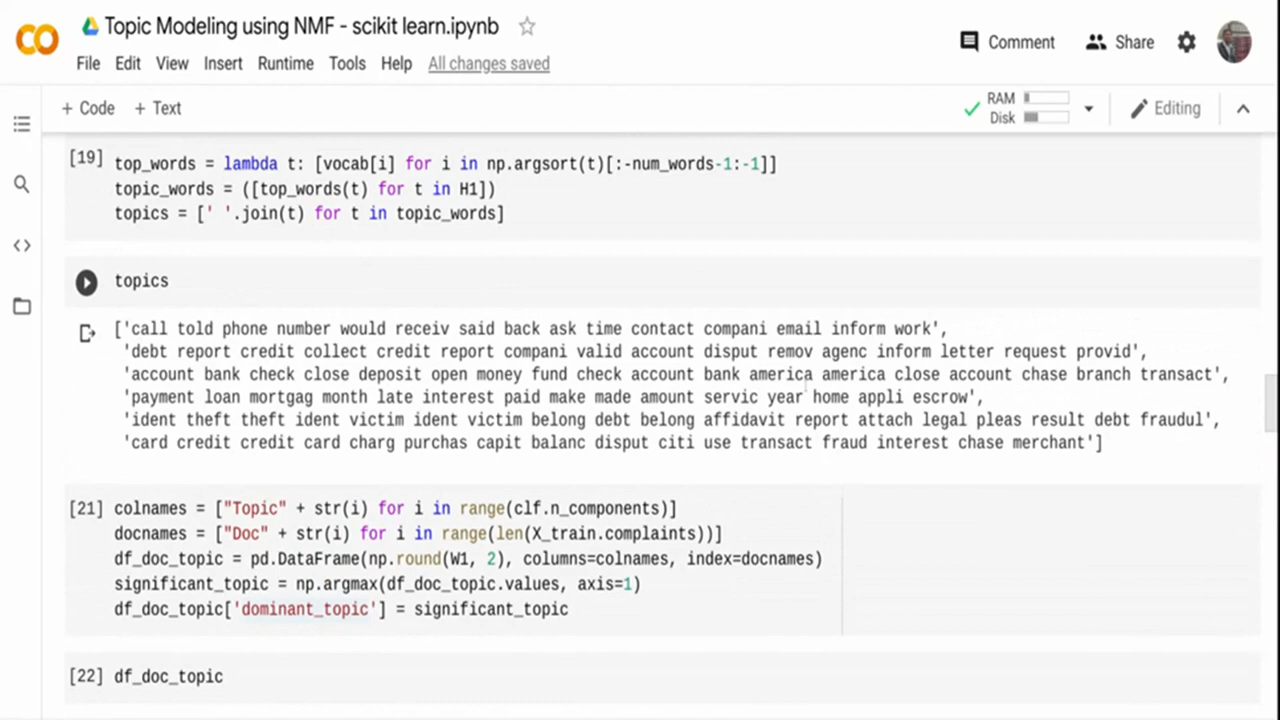 Topic Modeling using NMF - scikit learn.ipynb
Comment
Share
File Edit View Insert Runtime Tools Help All changes saved
+ Code + Text
RAM
Disk
Editing
[19] top_words = lambda t: [vocab[i] for i in np.argsort(t)[:-num_words-1:-1]]
topic_words = ([top_words(t) for t in H1])
topics = [' '.join(t) for t in topic_words]
topics
['call told phone number would receiv said back ask time contact compani email inform work',
'debt report credit collect credit report compani valid account disput remov agenc inform letter request provid',
'account bank check close deposit open money fund check account bank america america close account chase branch transact',
'payment loan mortgag month late interest paid make made amount servic year home appli escrow',
'ident theft theft ident victim ident victim belong debt belong affidavit report attach legal pleas result debt fraudul',
'card credit credit card charg purchas capit balanc disput citi use transact fraud interest chase merchant']
[21] colnames = ["Topic" + str(i) for i in range(clf.n_components)]
docnames = ["Doc" + str(i) for i in range(len(X_train.complaints))]
df_doc_topic = pd.DataFrame(np.round(W1, 2), columns=colnames, index=docnames)
significant_topic = np.argmax(df_doc_topic.values, axis=1)
df_doc_topic['dominant_topic'] = significant_topic
[22] df_doc_topic